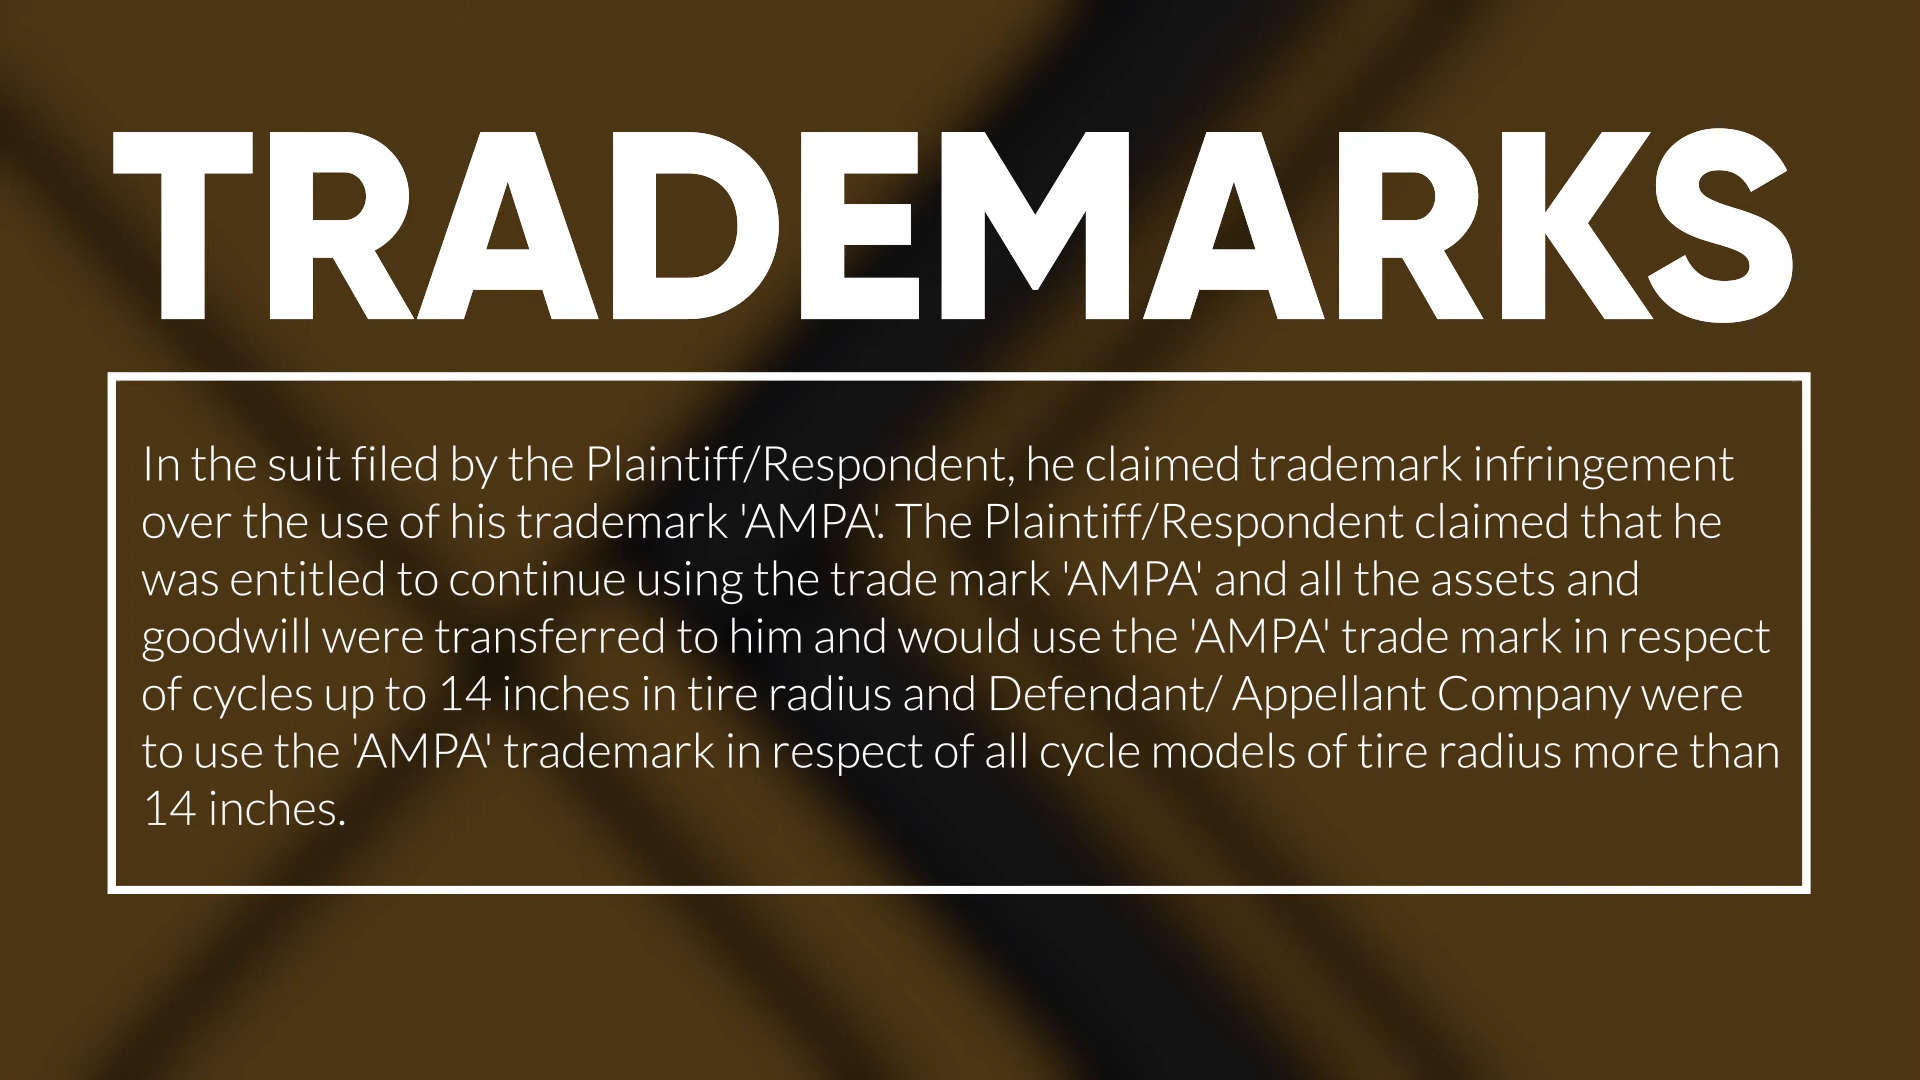 TRADEMARKS
In the suit filed by the Plaintiff/Respondent, he claimed trademark infringement
over the use of his trademark 'AMPA'. The Plaintiff/Respondent claimed that he
was entitled to continue using the trade mark 'AMPA' and all the assets and
goodwill were transferred to him and would use the 'AMPA' trade mark in respect
of cycles up to 14 inches in tire radius and Defendant/ Appellant Company were
to use the 'AMPA' trademark in respect of all cycle models of tire radius more than
14 inches.